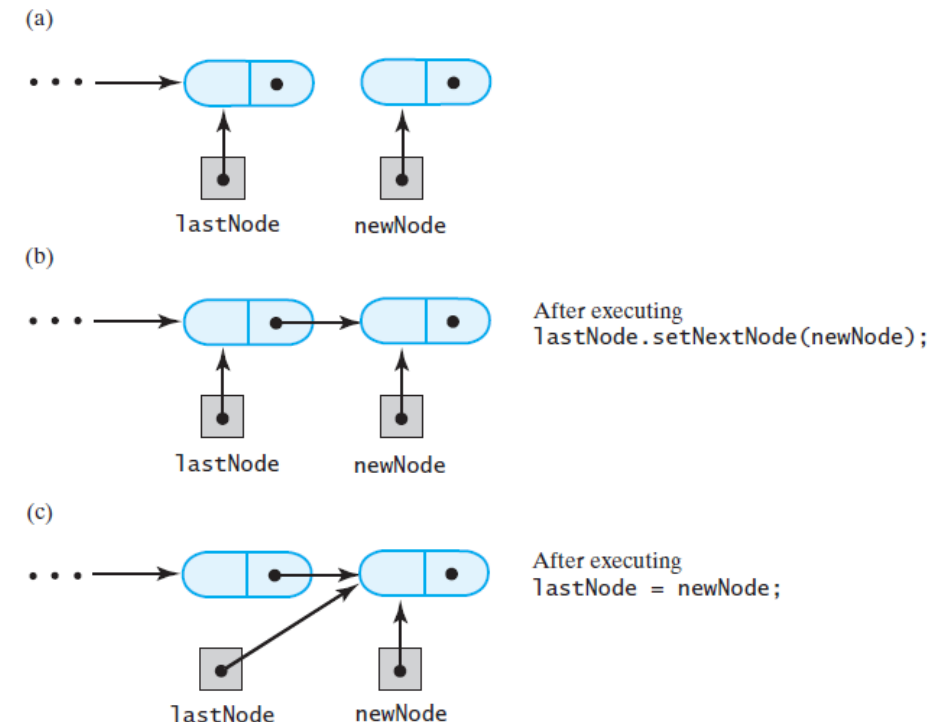 (a)
lastNode
newNode
(b)
After executing
lastNode.setNextNode(newNode);
lastNode
newNode
(c)
After executing
lastNode = newNode;
lastNode
newNode